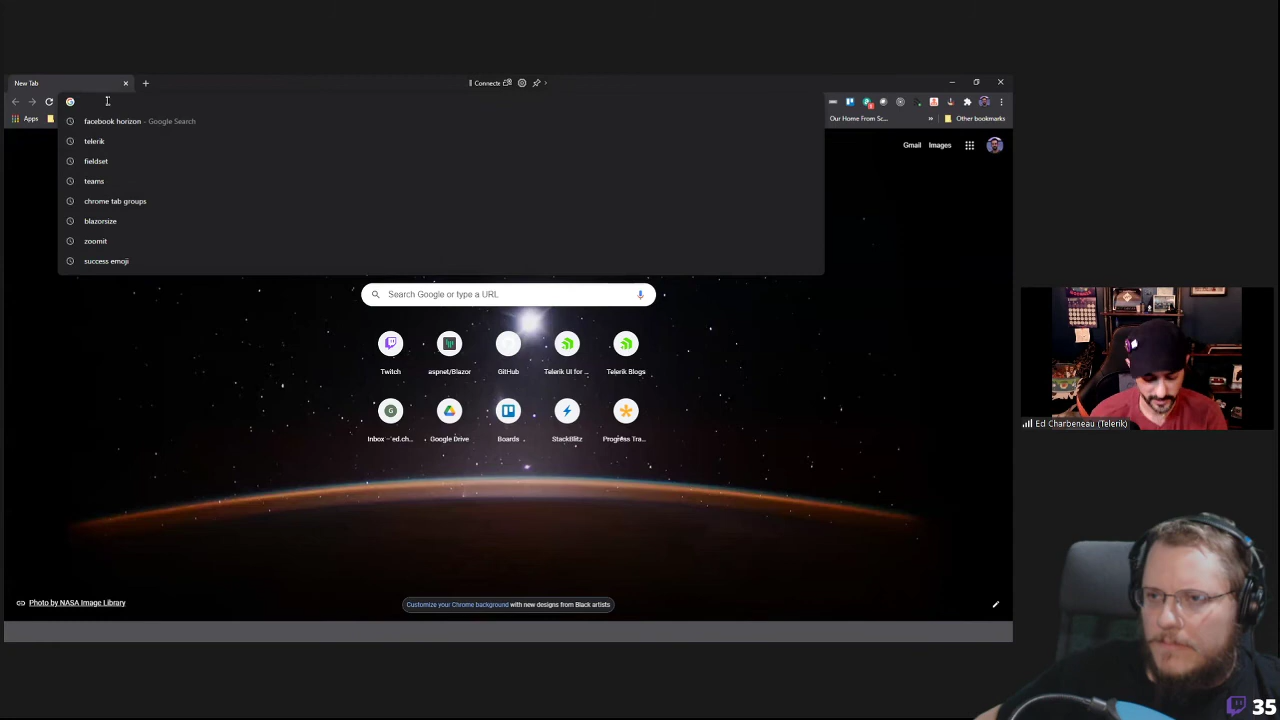 New Tab
Connecte
Apps
Our Home From Sc...
»
Other bookmarks
facebook horizon - Google Search
telerik
fieldset
teams
chrome tab groups
blazorsize
zoomit
success emoji
Gmail
Images
Search Google or type a URL
Twitch
aspnet/Blazor
GitHub
Telerik UI for ...
Telerik Blogs
Inbox – ed.ch...
Google Drive
Boards
StackBlitz
Progress Tra...
Photo by NASA Image Library
Customize your Chrome background with new designs from Black artists
Ed Charbeneau (Telerik)
35